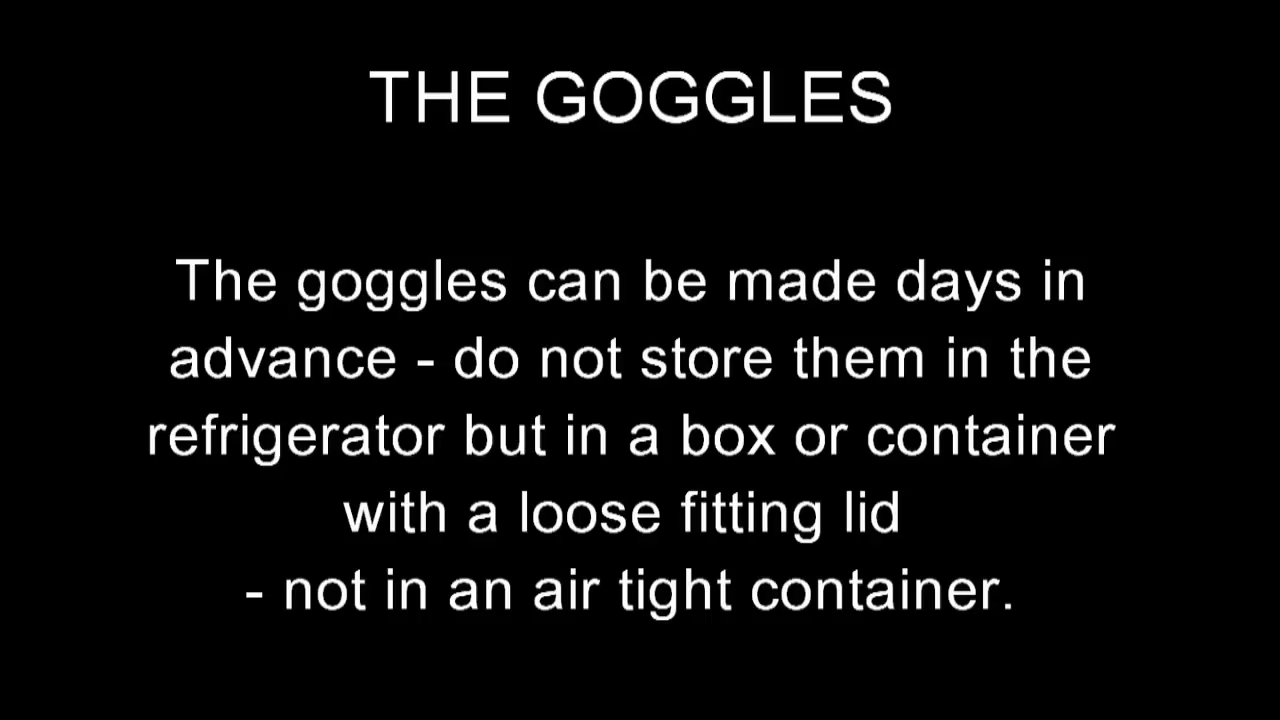 THE GOGGLES
The goggles can be made days in
advance - do not store them in the
refrigerator but in a box or container
with a loose fitting lid
- not in an air tight container.